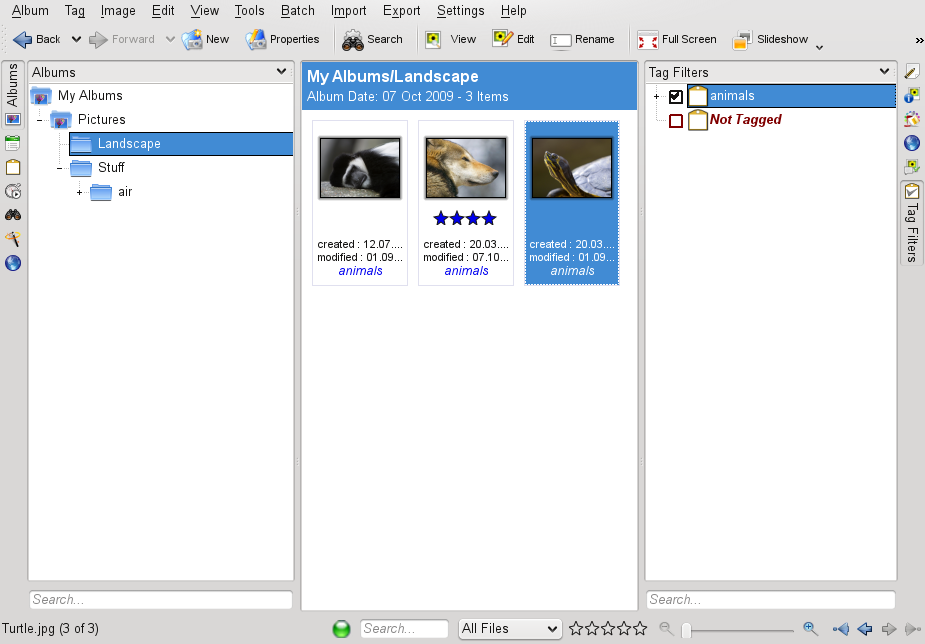 Album Tag Image Edit View Tools Batch Import Export Settings Help
Back Forward New Properties Search View Edit Rename Full Screen Slideshow »
Albums
Albums
My Albums
Pictures
Landscape
Stuff
air
Search...
My Albums/Landscape
Album Date: 07 Oct 2009 - 3 Items
created : 12.07....
modified : 01.09...
animals
created : 20.03....
modified : 07.10...
animals
created : 20.03....
modified : 01.09...
animals
Tag Filters
animals
Not Tagged
Search...
Tag Filters
Turtle.jpg (3 of 3)
Search...
All Files